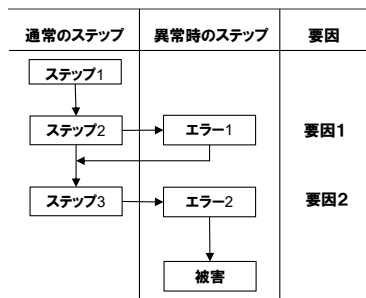 通常のステップ 異常時のステップ 要因
ステップ1
ステップ2 エラー1 要因1
ステップ3 エラー2 要因2
被害